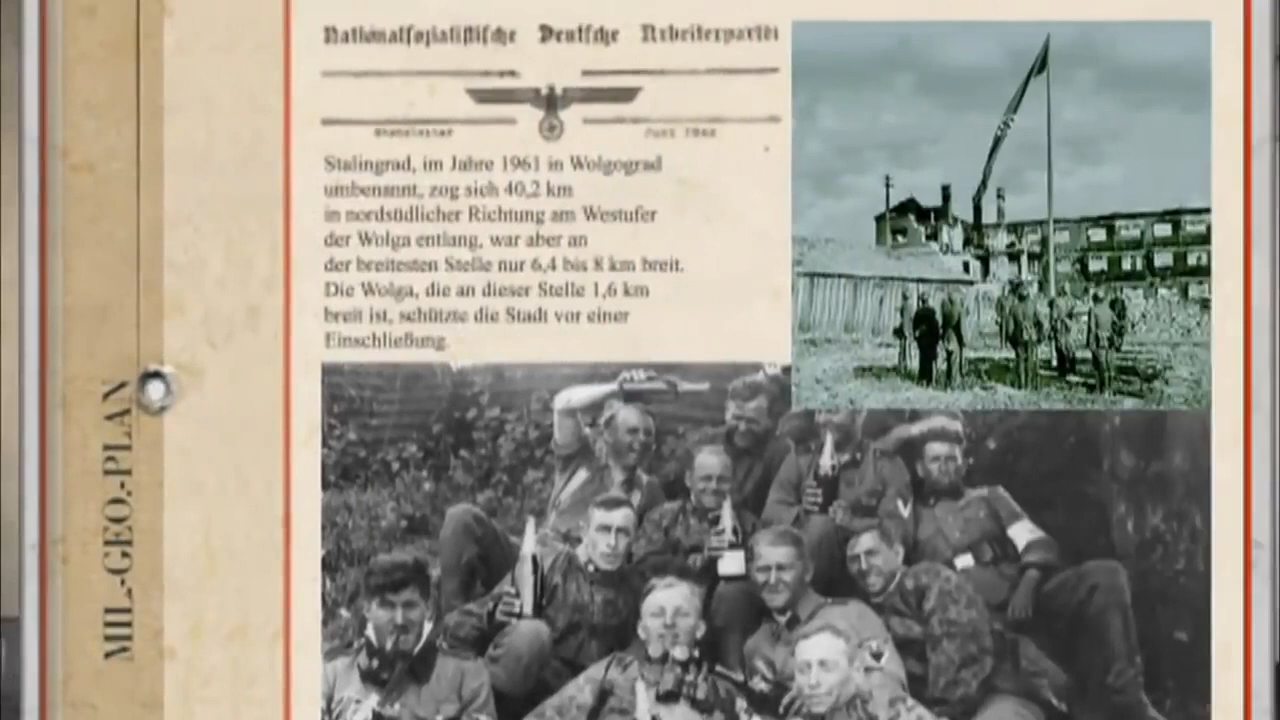 Nationalsozialistische Deutsche Arbeiterpartei
Stalingrad, im Jahre 1961 in Wolgograd
umbenannt, zog sich 40,2 km
in nordsüdlicher Richtung am Westufer
der Wolga entlang, war aber an
der breitesten Stelle nur 6,4 bis 8 km breit.
Die Wolga, die an dieser Stelle 1,6 km
breit ist, schützte die Stadt vor einer
Einschließung.
MIL.-GEO.-PLAN